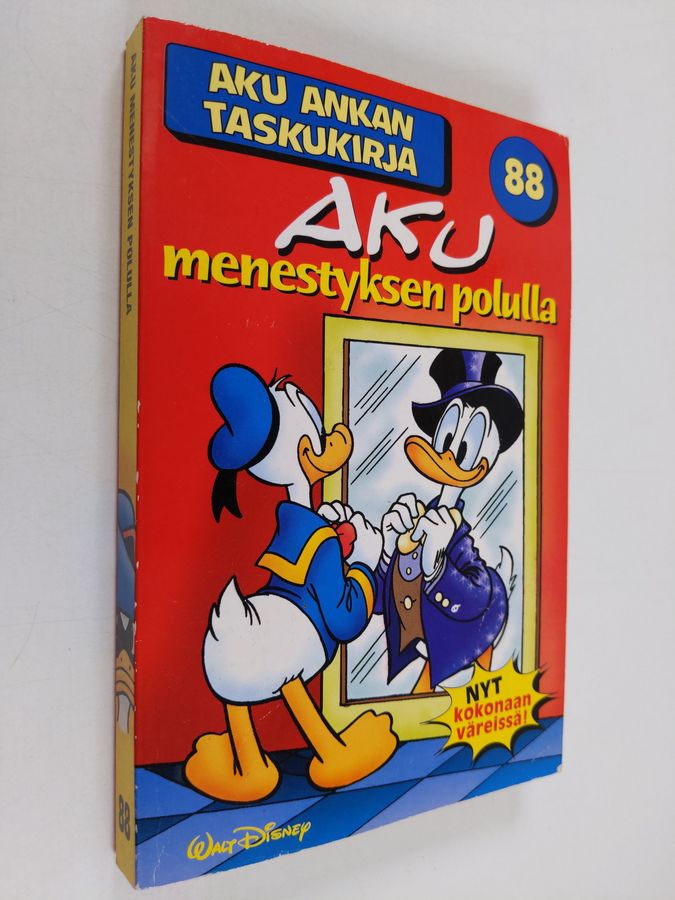 AKU ANKAN
TASKUKIRJA
88
AKU
menestyksen polulla
NYT
kokonaan
väreissä!
WALT DISNEY
AKU MENESTYKSEN POLULLA
88